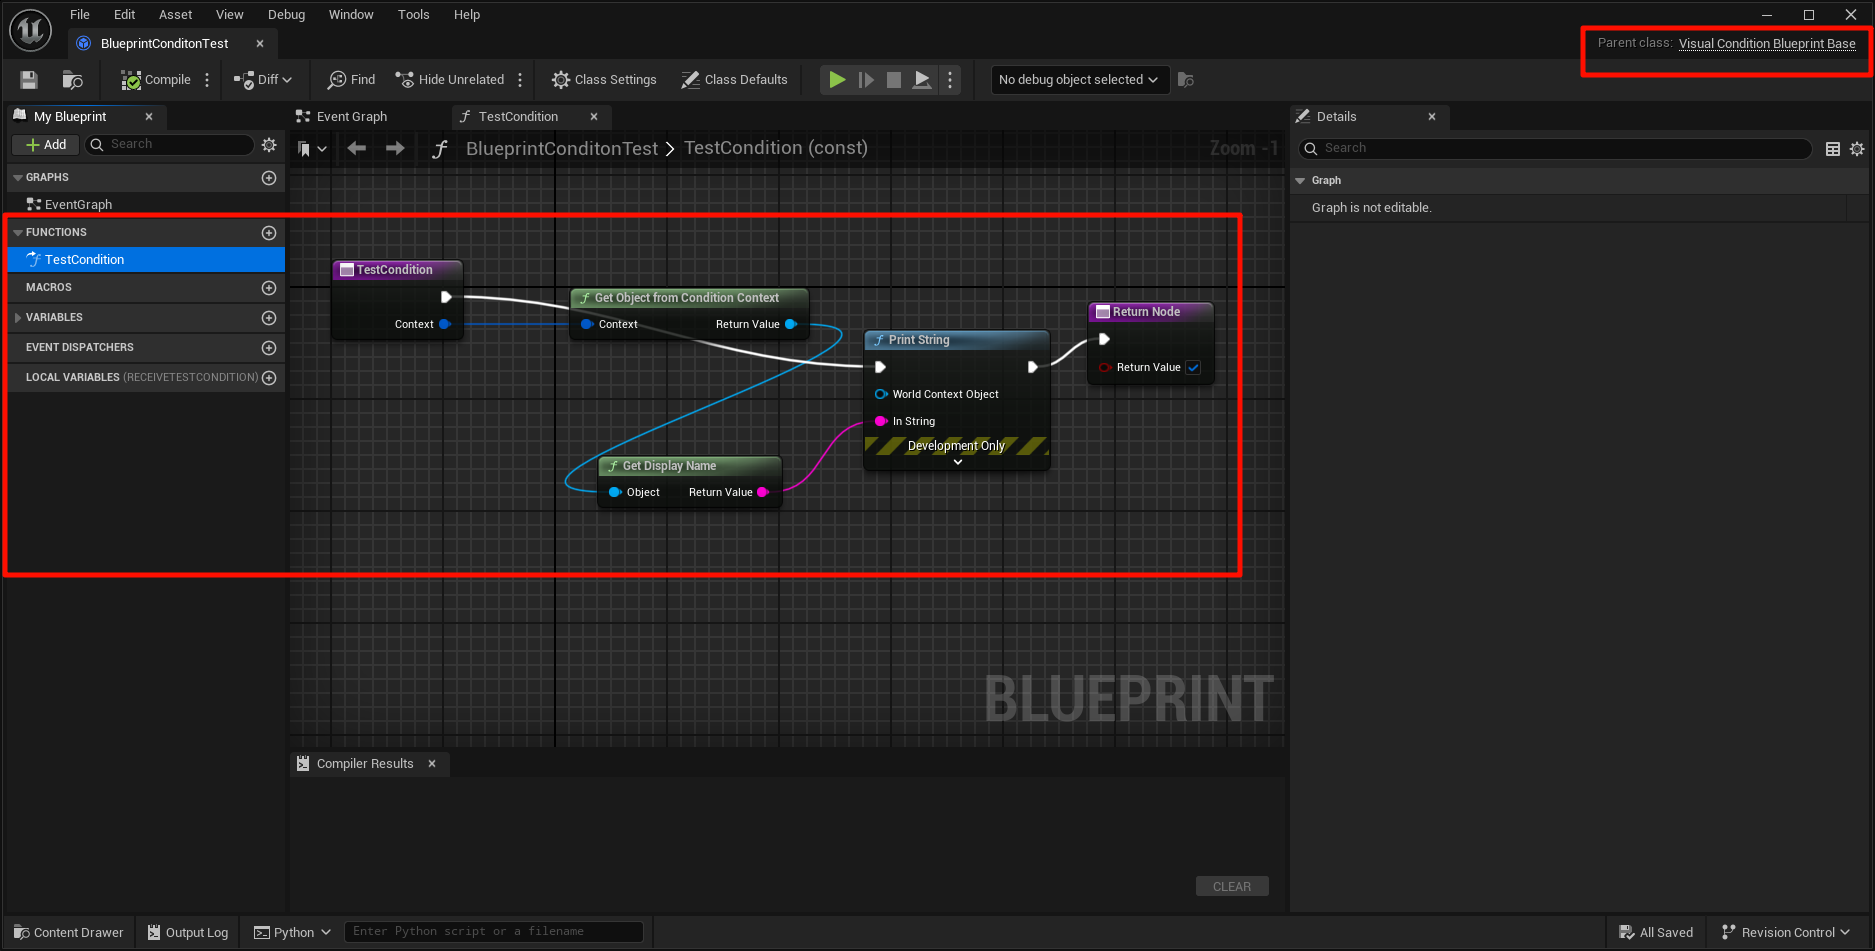 File Edit Asset View Debug Window Tools Help
BlueprintConditonTest
Parent class: Visual Condition Blueprint Base
Compile Diff Find Hide Unrelated Class Settings Class Defaults No debug object selected
My Blueprint
Add Search
GRAPHS
EventGraph
FUNCTIONS
TestCondition
MACROS
VARIABLES
EVENT DISPATCHERS
LOCAL VARIABLES (RECEIVETESTCONDITION)
Event Graph TestCondition
BlueprintConditonTest > TestCondition (const) Zoom -1
TestCondition
Context
Get Object from Condition Context
Context Return Value
Print String
World Context Object
In String
Development Only
Return Node
Return Value
Get Display Name
Object Return Value
BLUEPRINT
Compiler Results
CLEAR
Details
Search
Graph
Graph is not editable.
Content Drawer Output Log Python Enter Python script or a filename All Saved Revision Control